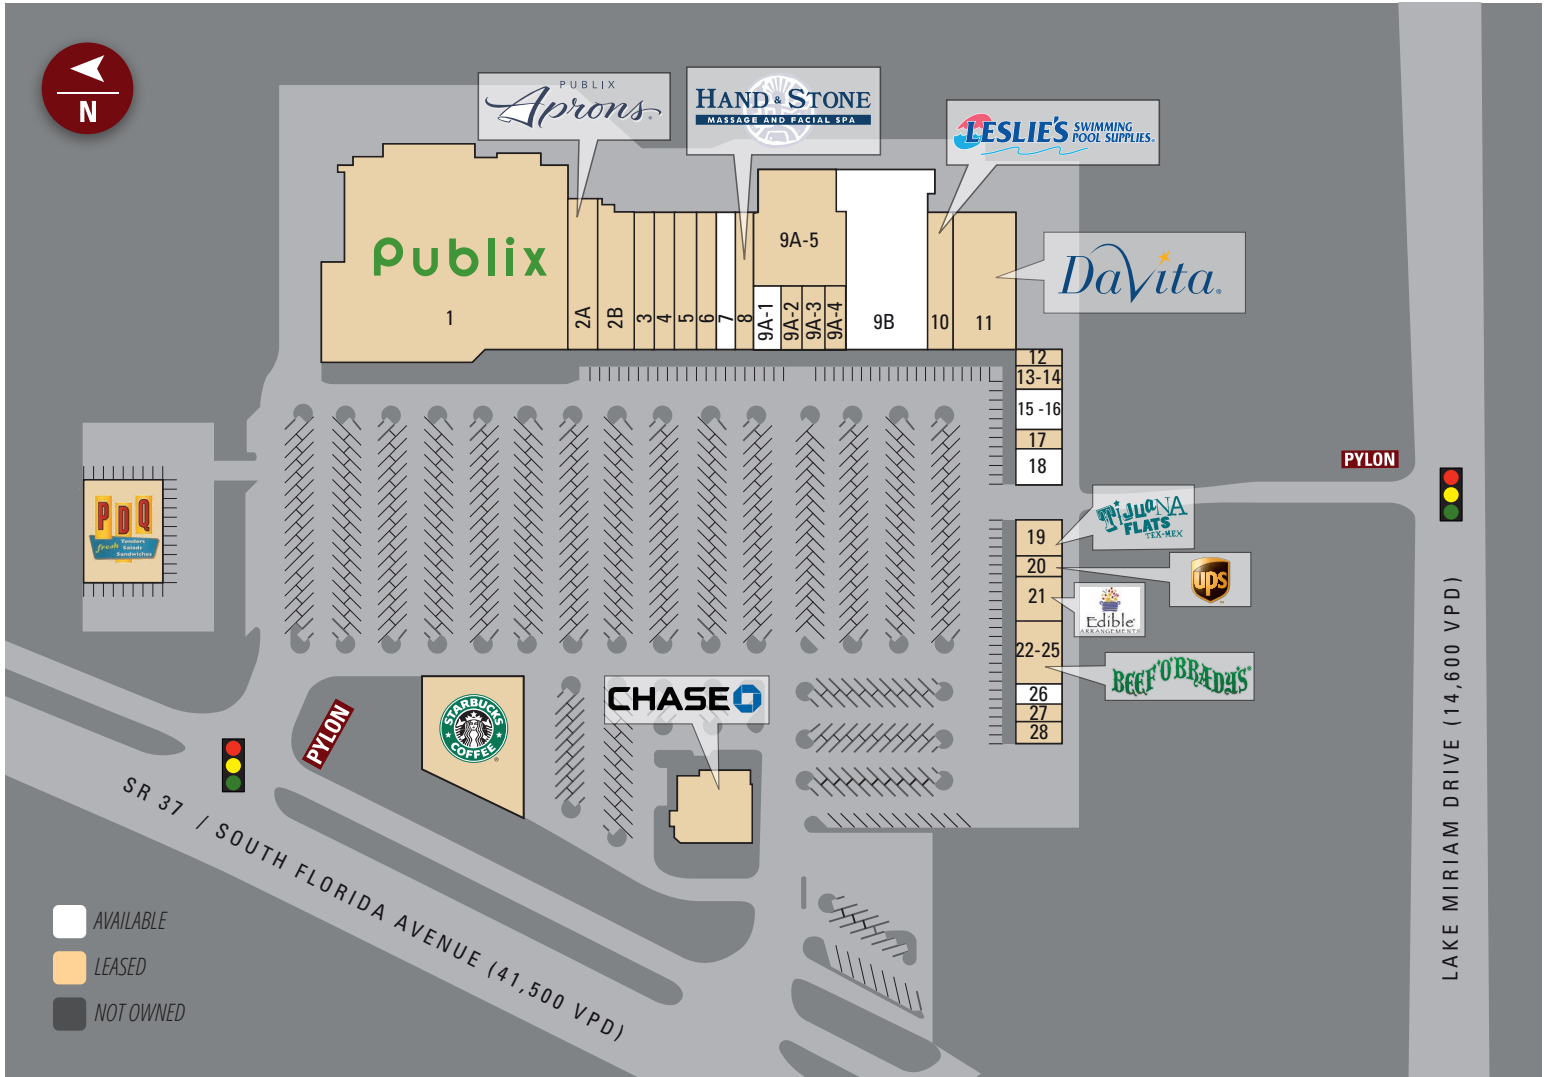 N
PUBLIX
Aprons
HAND & STONE
MASSAGE AND FACIAL SPA
LESLIE'S SWIMMING
POOL SUPPLIES
DaVita
Publix
1
2A
2B
3
4
5
6
7
8
9A-5
9A-1
9A-2
9A-3
9A-4
9B
10
11
12
13-14
15 -16
17
18
PYLON
19
TIJUANA
FLATS
TEX-MEX
20
ups
21
Edible
ARRANGEMENTS
22-25
BEEF 'O' BRADY'S
26
27
28
PDQ
fresh
Tenders
Salads
Sandwiches
PYLON
STARBUCKS
COFFEE
CHASE
SR 37 / SOUTH FLORIDA AVENUE (41,500 VPD)
LAKE MIRIAM DRIVE (14,600 VPD)
AVAILABLE
LEASED
NOT OWNED